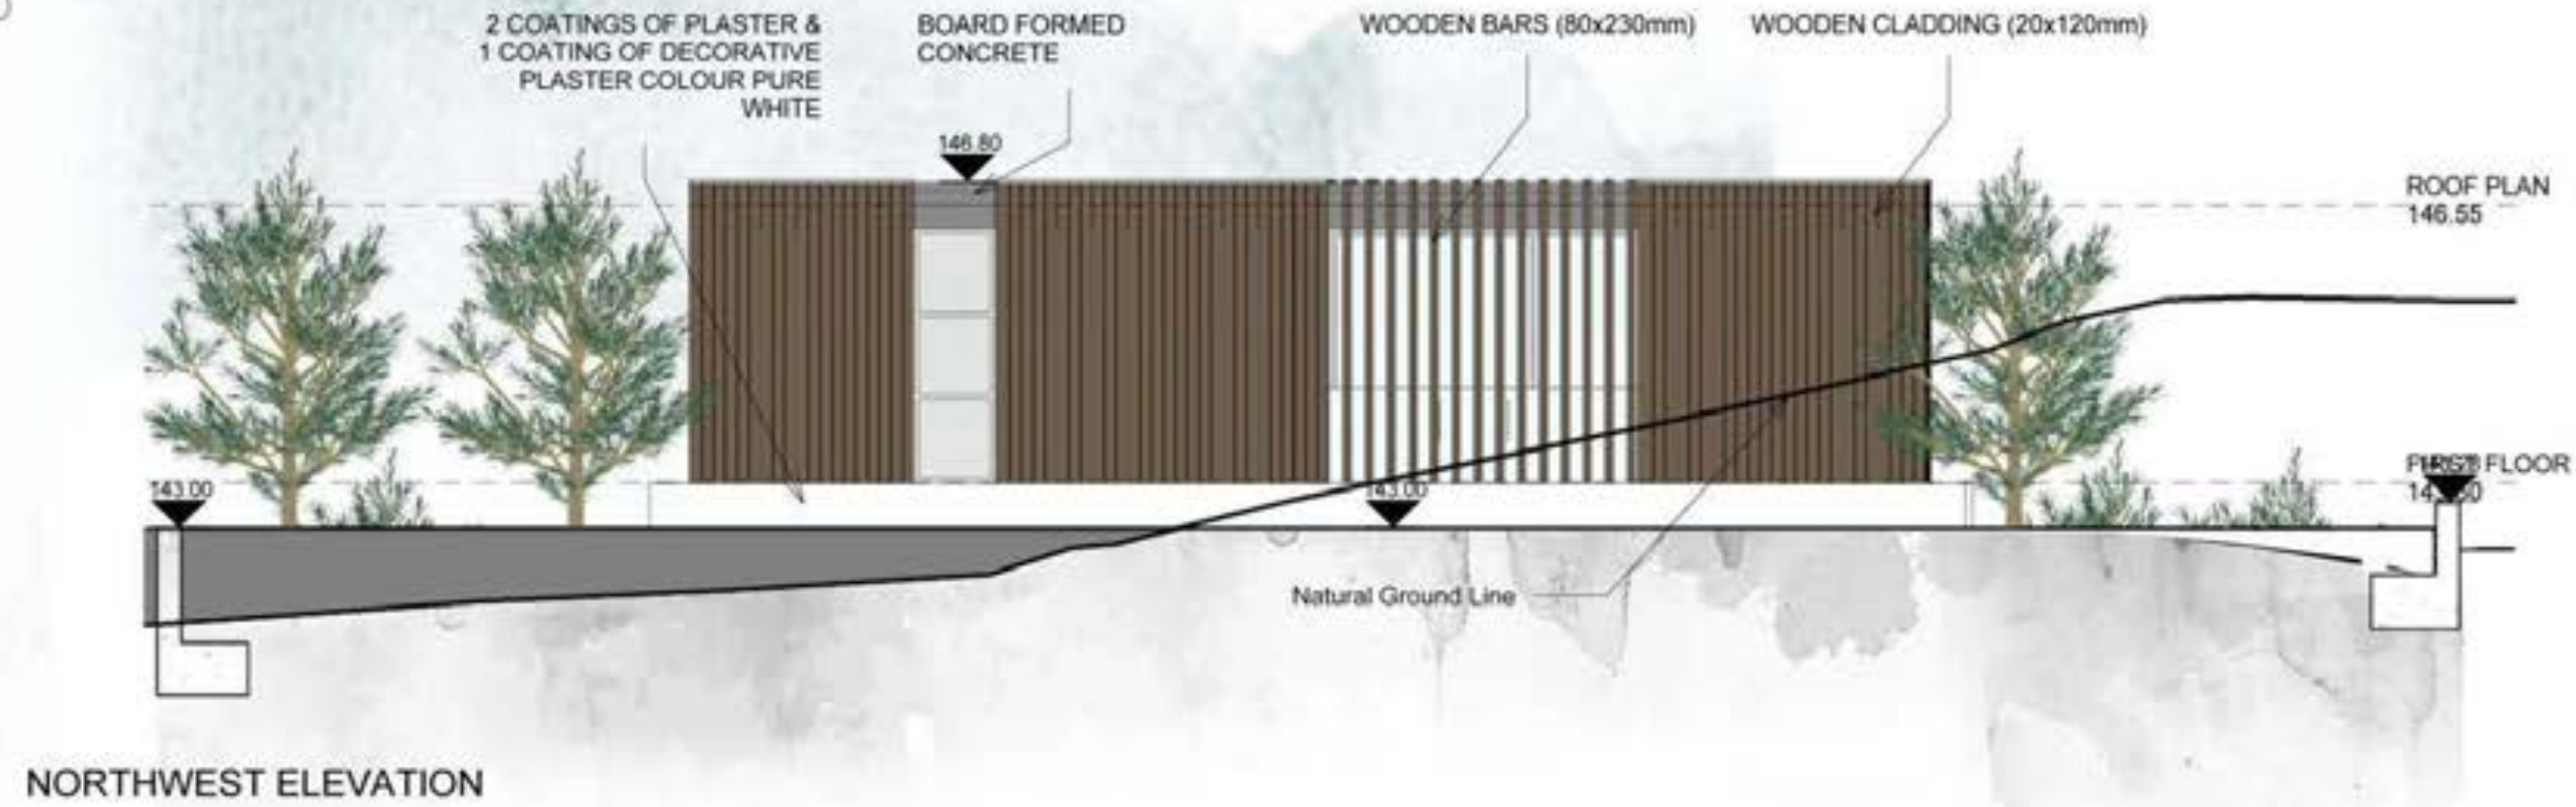 2 COATINGS OF PLASTER &
1 COATING OF DECORATIVE
PLASTER COLOUR PURE
WHITE
BOARD FORMED
CONCRETE
WOODEN BARS (80x230mm)
WOODEN CLADDING (20x120mm)
146.80
ROOF PLAN
146.55
143.00
143.00
FLOOR
Natural Ground Line
NORTHWEST ELEVATION